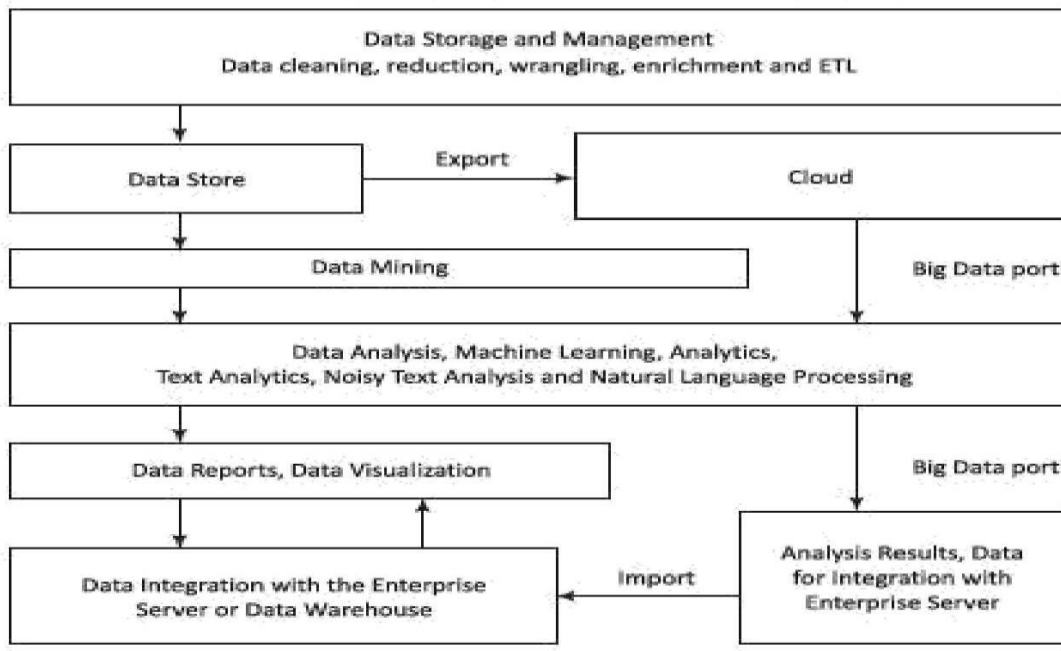 Data Storage and Management
Data cleaning, reduction, wrangling, enrichment and ETL
Data Store
Export
Cloud
Data Mining
Big Data port
Data Analysis, Machine Learning, Analytics,
Text Analytics, Noisy Text Analysis and Natural Language Processing
Data Reports, Data Visualization
Big Data port
Data Integration with the Enterprise
Server or Data Warehouse
Import
Analysis Results, Data
for Integration with
Enterprise Server